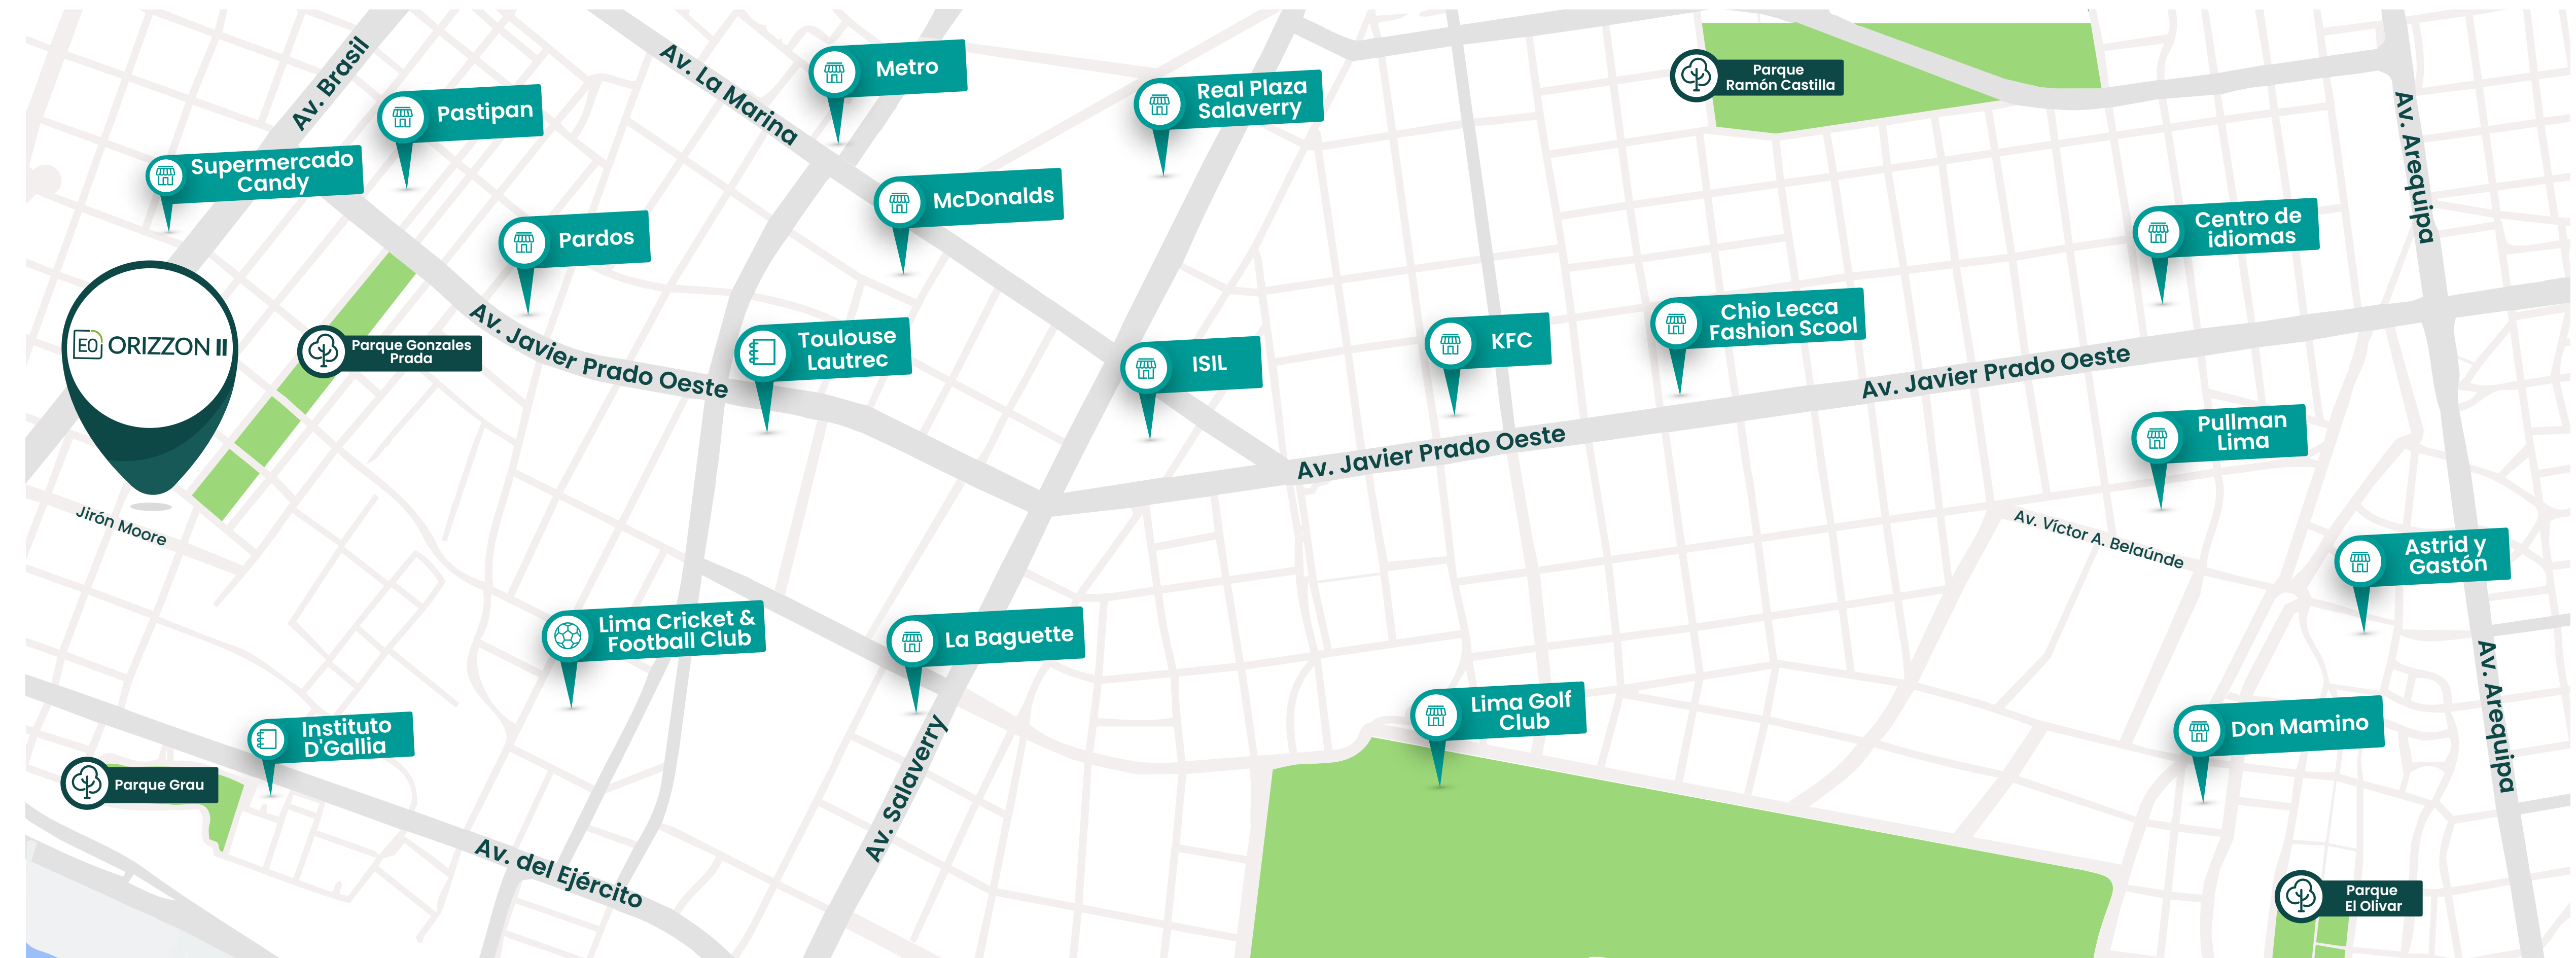 Av. Brasil
Av. La Marina
Metro
Pastipan
Real Plaza
Salaverry
Parque
Ramón Castilla
Av. Arequipa
Supermercado
Candy
McDonalds
Pardos
Centro de
idiomas
EO ORIZZON II
Parque Gonzales
Prada
Av. Javier Prado Oeste
Toulouse
Lautrec
ISIL
KFC
Chio Lecca
Fashion Scool
Av. Javier Prado Oeste
Av. Javier Prado Oeste
Pullman
Lima
Jirón Moore
Av. Víctor A. Belaúnde
Astrid y
Gastón
Lima Cricket &
Football Club
La Baguette
Lima Golf
Club
Don Mamino
Av. Arequipa
Instituto
D'Gallia
Parque Grau
Av. Salaverry
Av. del Ejército
Parque
El Olivar